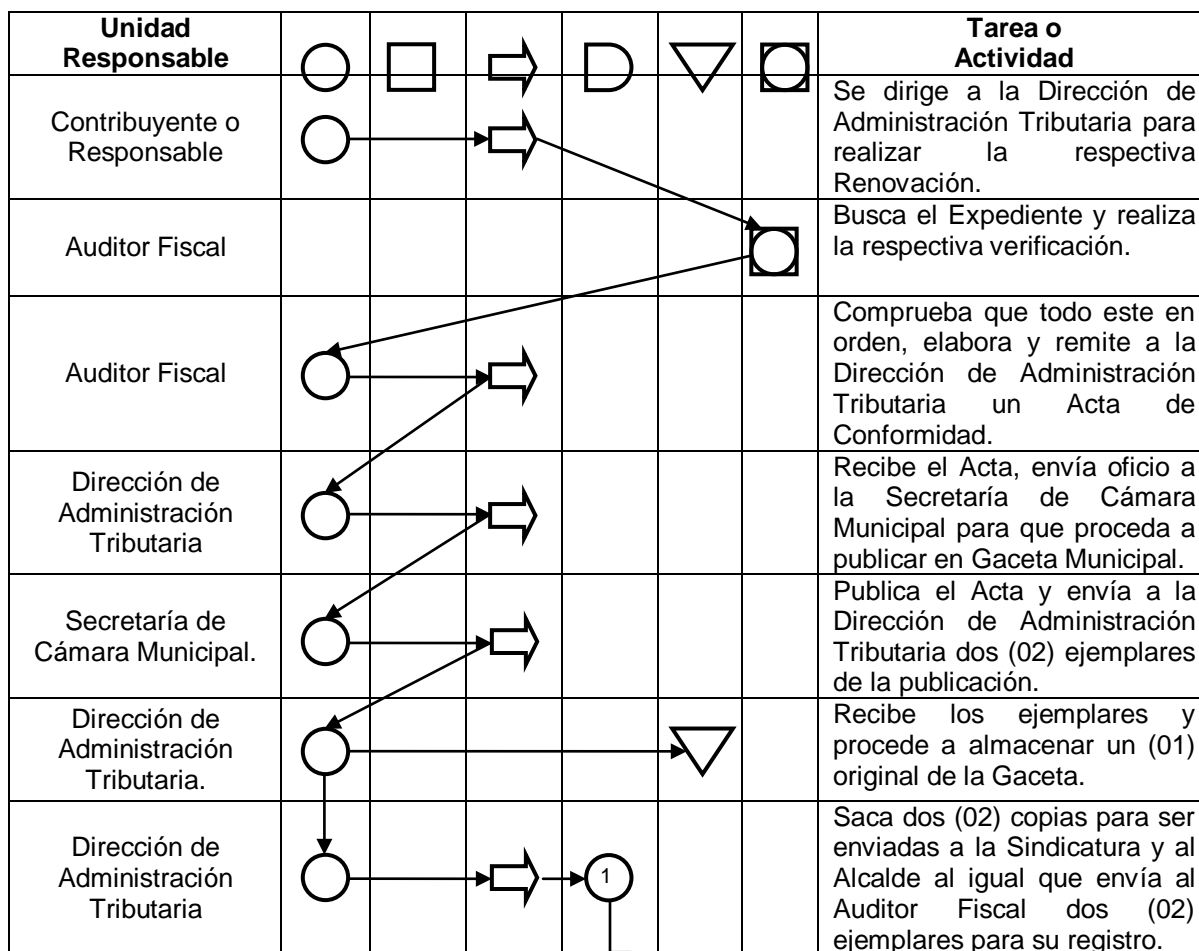 Unidad
Responsable
Tarea o
Actividad
Contribuyente o
Responsable
Se dirige a la Dirección de
Administración Tributaria para
realizar la respectiva
Renovación.
Auditor Fiscal
Busca el Expediente y realiza
la respectiva verificación.
Auditor Fiscal
Comprueba que todo este en
orden, elabora y remite a la
Dirección de Administración
Tributaria un Acta de
Conformidad.
Dirección de
Administración
Tributaria
Recibe el Acta, envía oficio a
la Secretaría de Cámara
Municipal para que proceda a
publicar en Gaceta Municipal.
Secretaría de
Cámara Municipal.
Publica el Acta y envía a la
Dirección de Administración
Tributaria dos (02) ejemplares
de la publicación.
Dirección de
Administración
Tributaria.
Recibe los ejemplares y
procede a almacenar un (01)
original de la Gaceta.
Dirección de
Administración
Tributaria
1
Saca dos (02) copias para ser
enviadas a la Sindicatura y al
Alcalde al igual que envía al
Auditor Fiscal dos (02)
ejemplares para su registro.